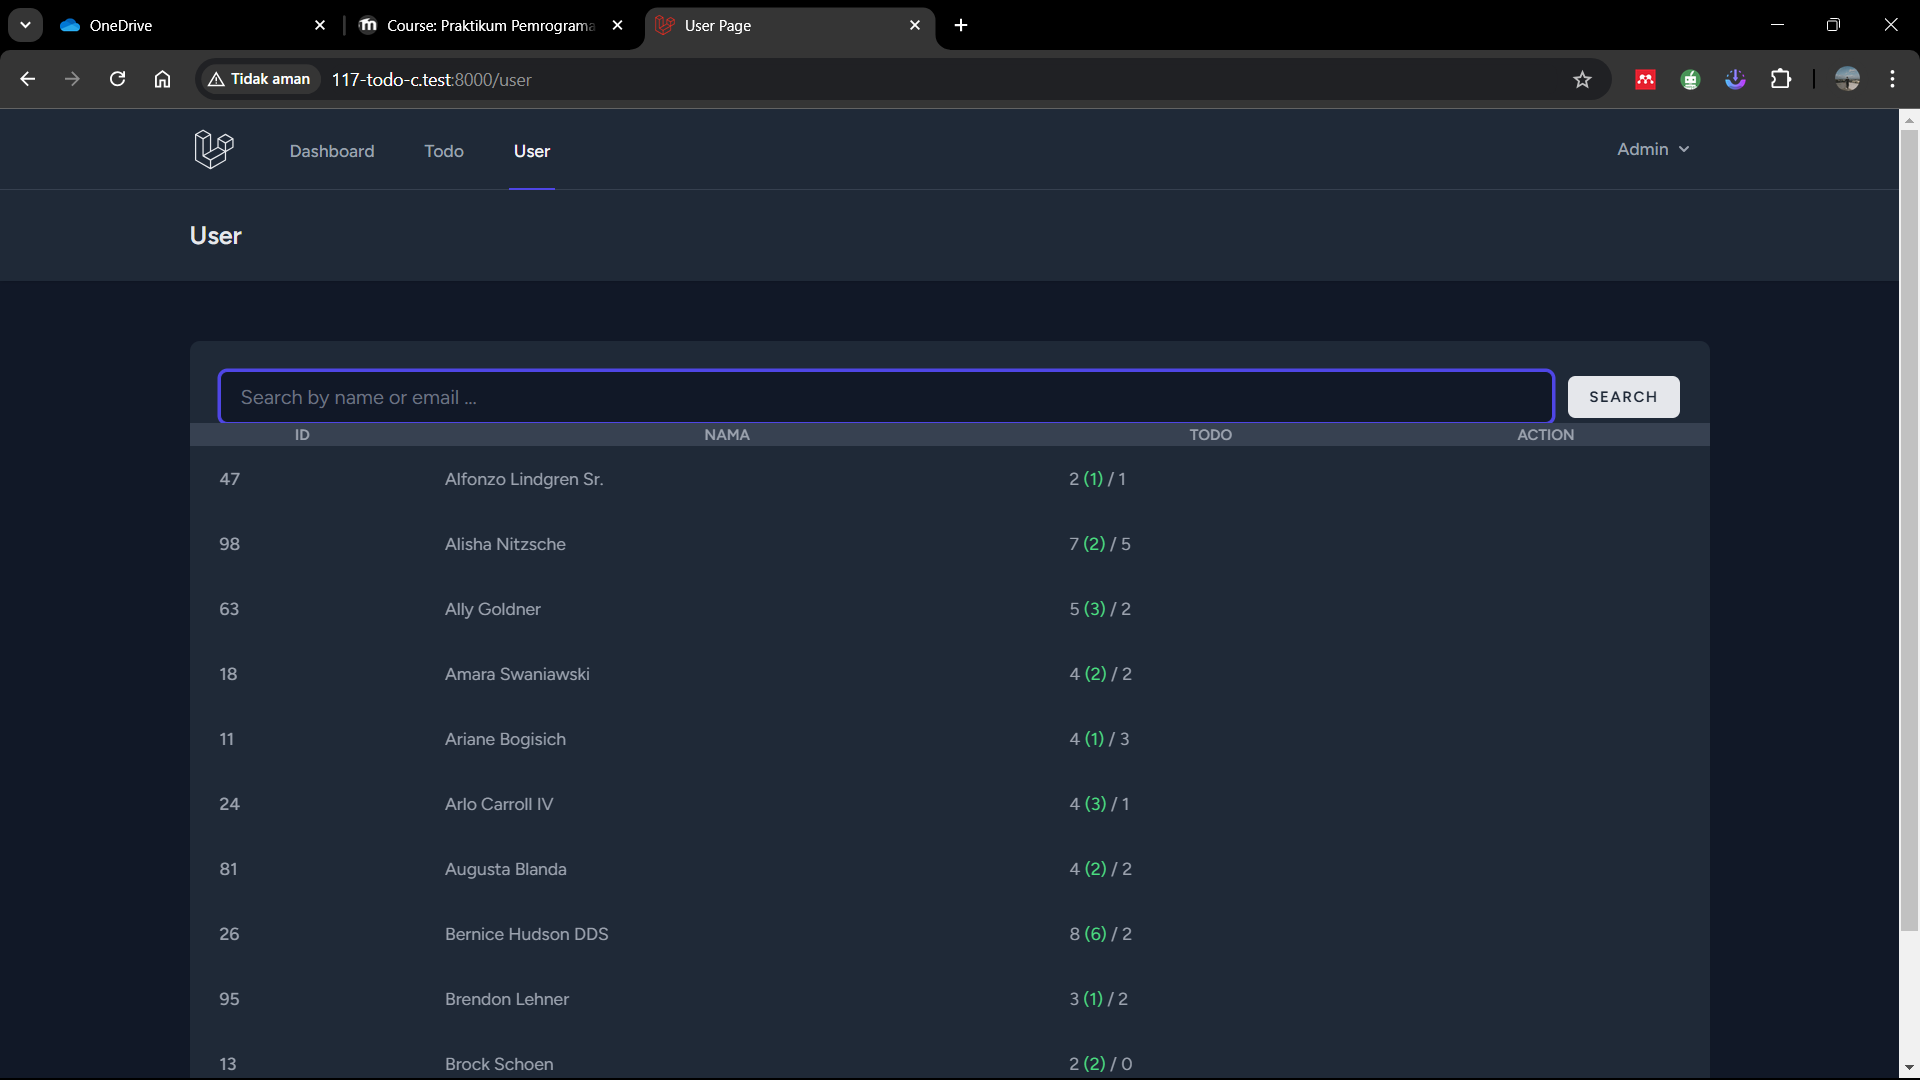 OneDrive
Course: Praktikum Pemrograma
User Page
Tidak aman
117-todo-c.test:8000/user
Dashboard
Todo
User
Admin
User
Search by name or email ...
SEARCH
ID NAMA TODO ACTION
47 Alfonzo Lindgren Sr. 2 (1) / 1
98 Alisha Nitzsche 7 (2) / 5
63 Ally Goldner 5 (3) / 2
18 Amara Swaniawski 4 (2) / 2
11 Ariane Bogisich 4 (1) / 3
24 Arlo Carroll IV 4 (3) / 1
81 Augusta Blanda 4 (2) / 2
26 Bernice Hudson DDS 8 (6) / 2
95 Brendon Lehner 3 (1) / 2
13 Brock Schoen 2 (2) / 0